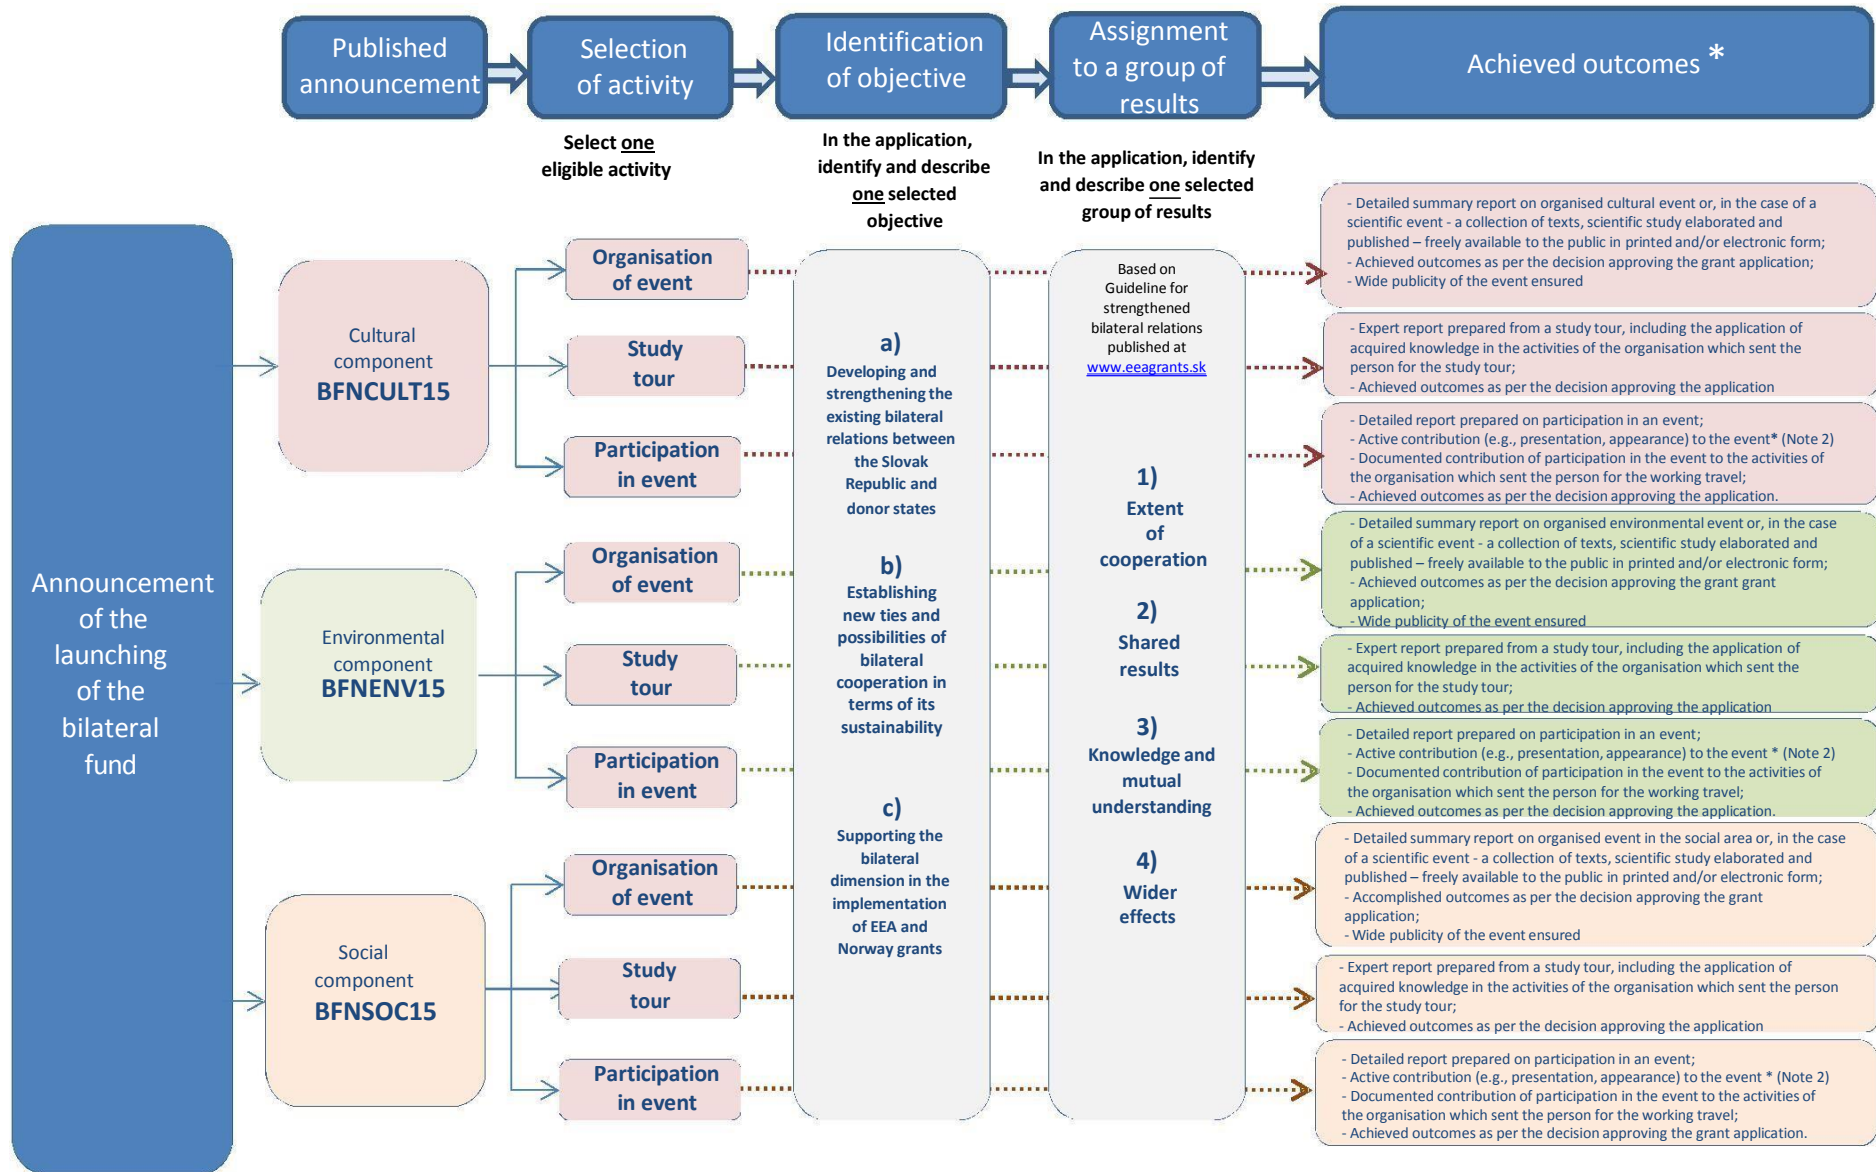 Published
announcement
Selection
of activity
Identification
of objective
Assignment
to a group of
results
Achieved outcomes *
Select one
eligible activity
In the application,
identify and describe
one selected
objective
In the application, identify
and describe one selected
group of results
Announcement
of the
launching
of the
bilateral
fund
Cultural
component
BFNCULT15
Organisation
of event
Study
tour
Participation
in event
Environmental
component
BFNENV15
Organisation
of event
Study
tour
Participation
in event
Social
component
BFNSOC15
Organisation
of event
Study
tour
Participation
in event
a)
Developing and
strengthening the
existing bilateral
relations between
the Slovak
Republic and
donor states
b)
Establishing
new ties and
possibilities of
bilateral
cooperation in
terms of its
sustainability
c)
Supporting the
bilateral
dimension in the
implementation
of EEA and
Norway grants
Based on
Guideline for
strengthened
bilateral relations
published at
www.eeagrants.sk
1)
Extent
of
cooperation
2)
Shared
results
3)
Knowledge and
mutual
understanding
4)
Wider
effects
- Detailed summary report on organised cultural event or, in the case of a
scientific event - a collection of texts, scientific study elaborated and
published – freely available to the public in printed and/or electronic form;
- Achieved outcomes as per the decision approving the grant application;
- Wide publicity of the event ensured
- Expert report prepared from a study tour, including the application of
acquired knowledge in the activities of the organisation which sent the
person for the study tour;
- Achieved outcomes as per the decision approving the application
- Detailed report prepared on participation in an event;
- Active contribution (e.g., presentation, appearance) to the event* (Note 2)
- Documented contribution of participation in the event to the activities of
the organisation which sent the person for the working travel;
- Achieved outcomes as per the decision approving the application.
- Detailed summary report on organised environmental event or, in the case
of a scientific event - a collection of texts, scientific study elaborated and
published – freely available to the public in printed and/or electronic form;
- Achieved outcomes as per the decision approving the grant grant
application;
- Wide publicity of the event ensured
- Expert report prepared from a study tour, including the application of
acquired knowledge in the activities of the organisation which sent the
person for the study tour;
- Achieved outcomes as per the decision approving the application
- Detailed report prepared on participation in an event;
- Active contribution (e.g., presentation, appearance) to the event * (Note 2)
- Documented contribution of participation in the event to the activities of
the organisation which sent the person for the working travel;
- Achieved outcomes as per the decision approving the application.
- Detailed summary report on organised event in the social area or, in the case
of a scientific event - a collection of texts, scientific study elaborated and
published – freely available to the public in printed and/or electronic form;
- Accomplished outcomes as per the decision approving the grant
application;
- Wide publicity of the event ensured
- Expert report prepared from a study tour, including the application of
acquired knowledge in the activities of the organisation which sent the person
for the study tour;
- Achieved outcomes as per the decision approving the application
- Detailed report prepared on participation in an event;
- Active contribution (e.g., presentation, appearance) to the event * (Note 2)
- Documented contribution of participation in the event to the activities of
the organisation which sent the person for the working travel;
- Achieved outcomes as per the decision approving the grant application.